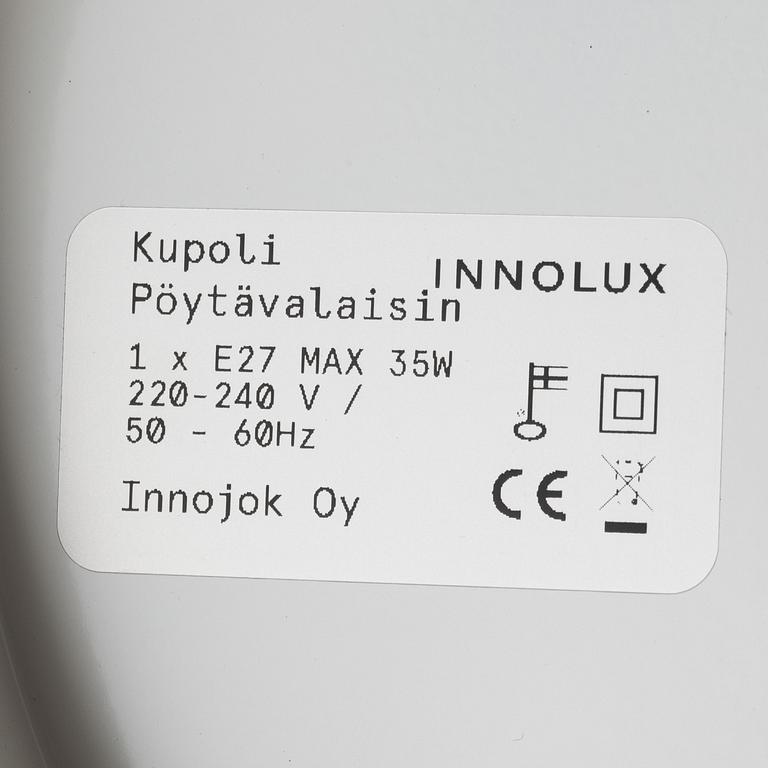 Kupoli
INNOLUX
Pöytävalaisin
1 x E27 MAX 35W
220-240 V /
50 - 60Hz
Innojok Oy
CE